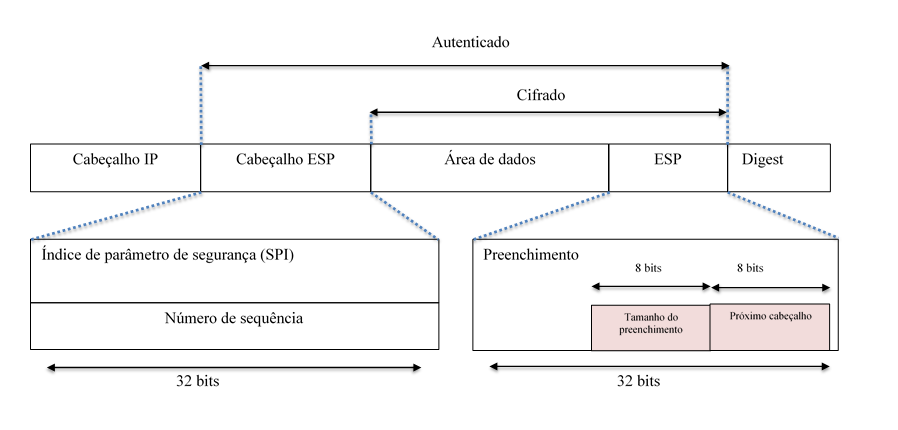 Autenticado
Cifrado
Cabeçalho IP
Cabeçalho ESP
Área de dados
ESP
Digest
Índice de parâmetro de segurança (SPI)
Número de sequência
32 bits
Preenchimento
8 bits
8 bits
Tamanho do
preenchimento
Próximo cabeçalho
32 bits